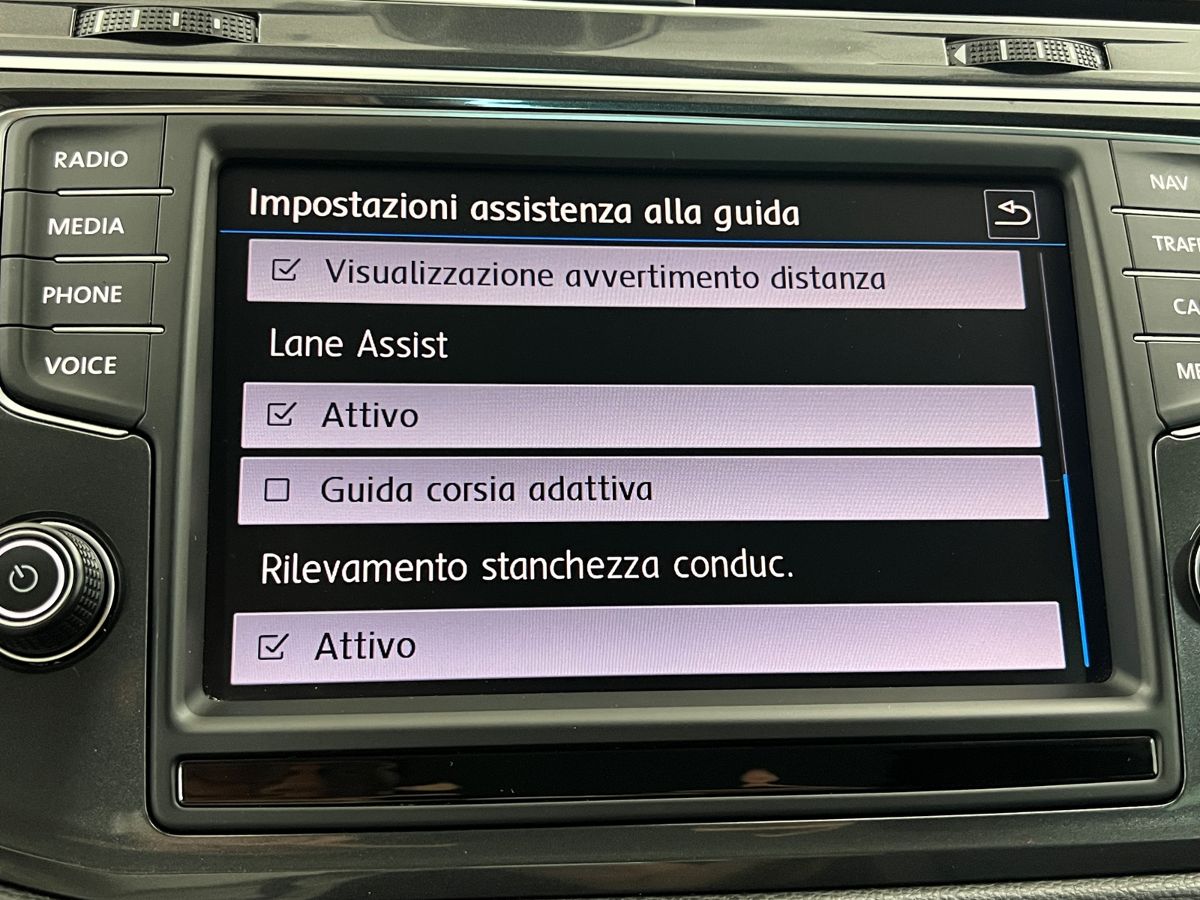 RADIO
MEDIA
PHONE
VOICE
Impostazioni assistenza alla guida
Visualizzazione avvertimento distanza
Lane Assist
Attivo
Guida corsia adattiva
Rilevamento stanchezza conduc.
Attivo
NAV